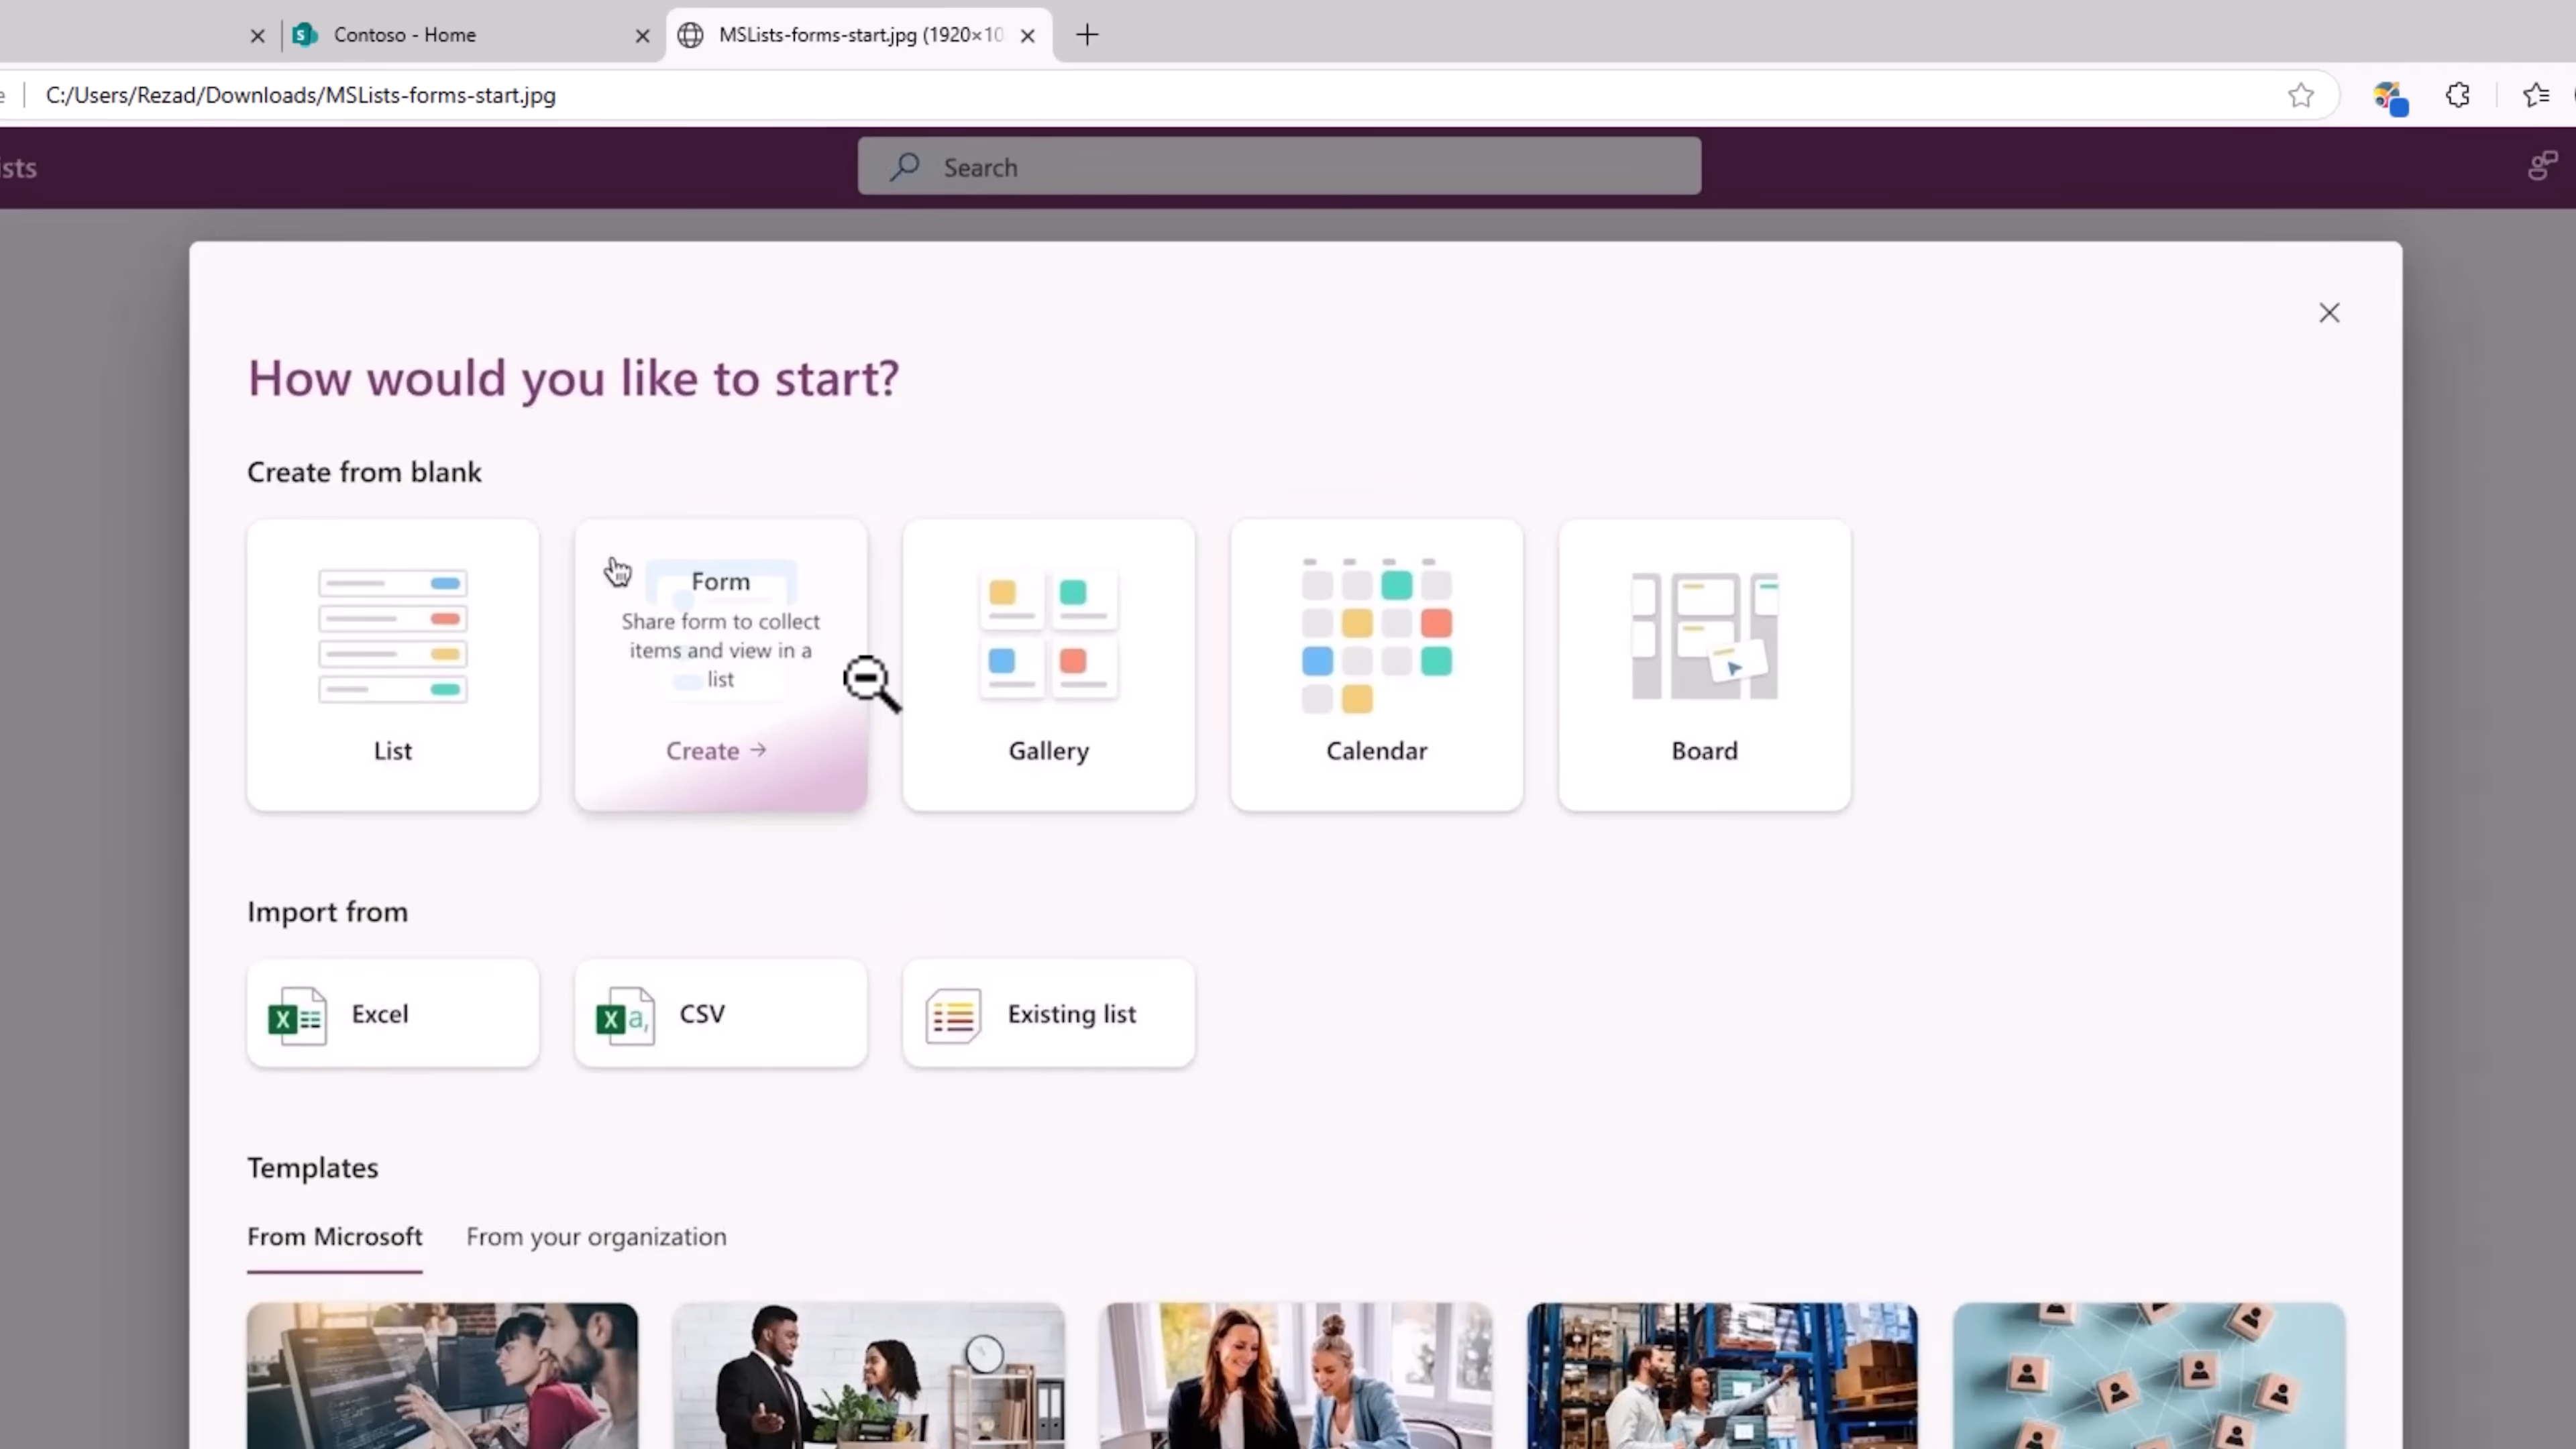 Contoso - Home
MSLists-forms-start.jpg (1920×10
C:/Users/Rezad/Downloads/MSLists-forms-start.jpg
ists
Search
How would you like to start?
Create from blank
List
Form
Share form to collect
items and view in a
list
Create →
Gallery
Calendar
Board
Import from
Excel
CSV
Existing list
Templates
From Microsoft
From your organization